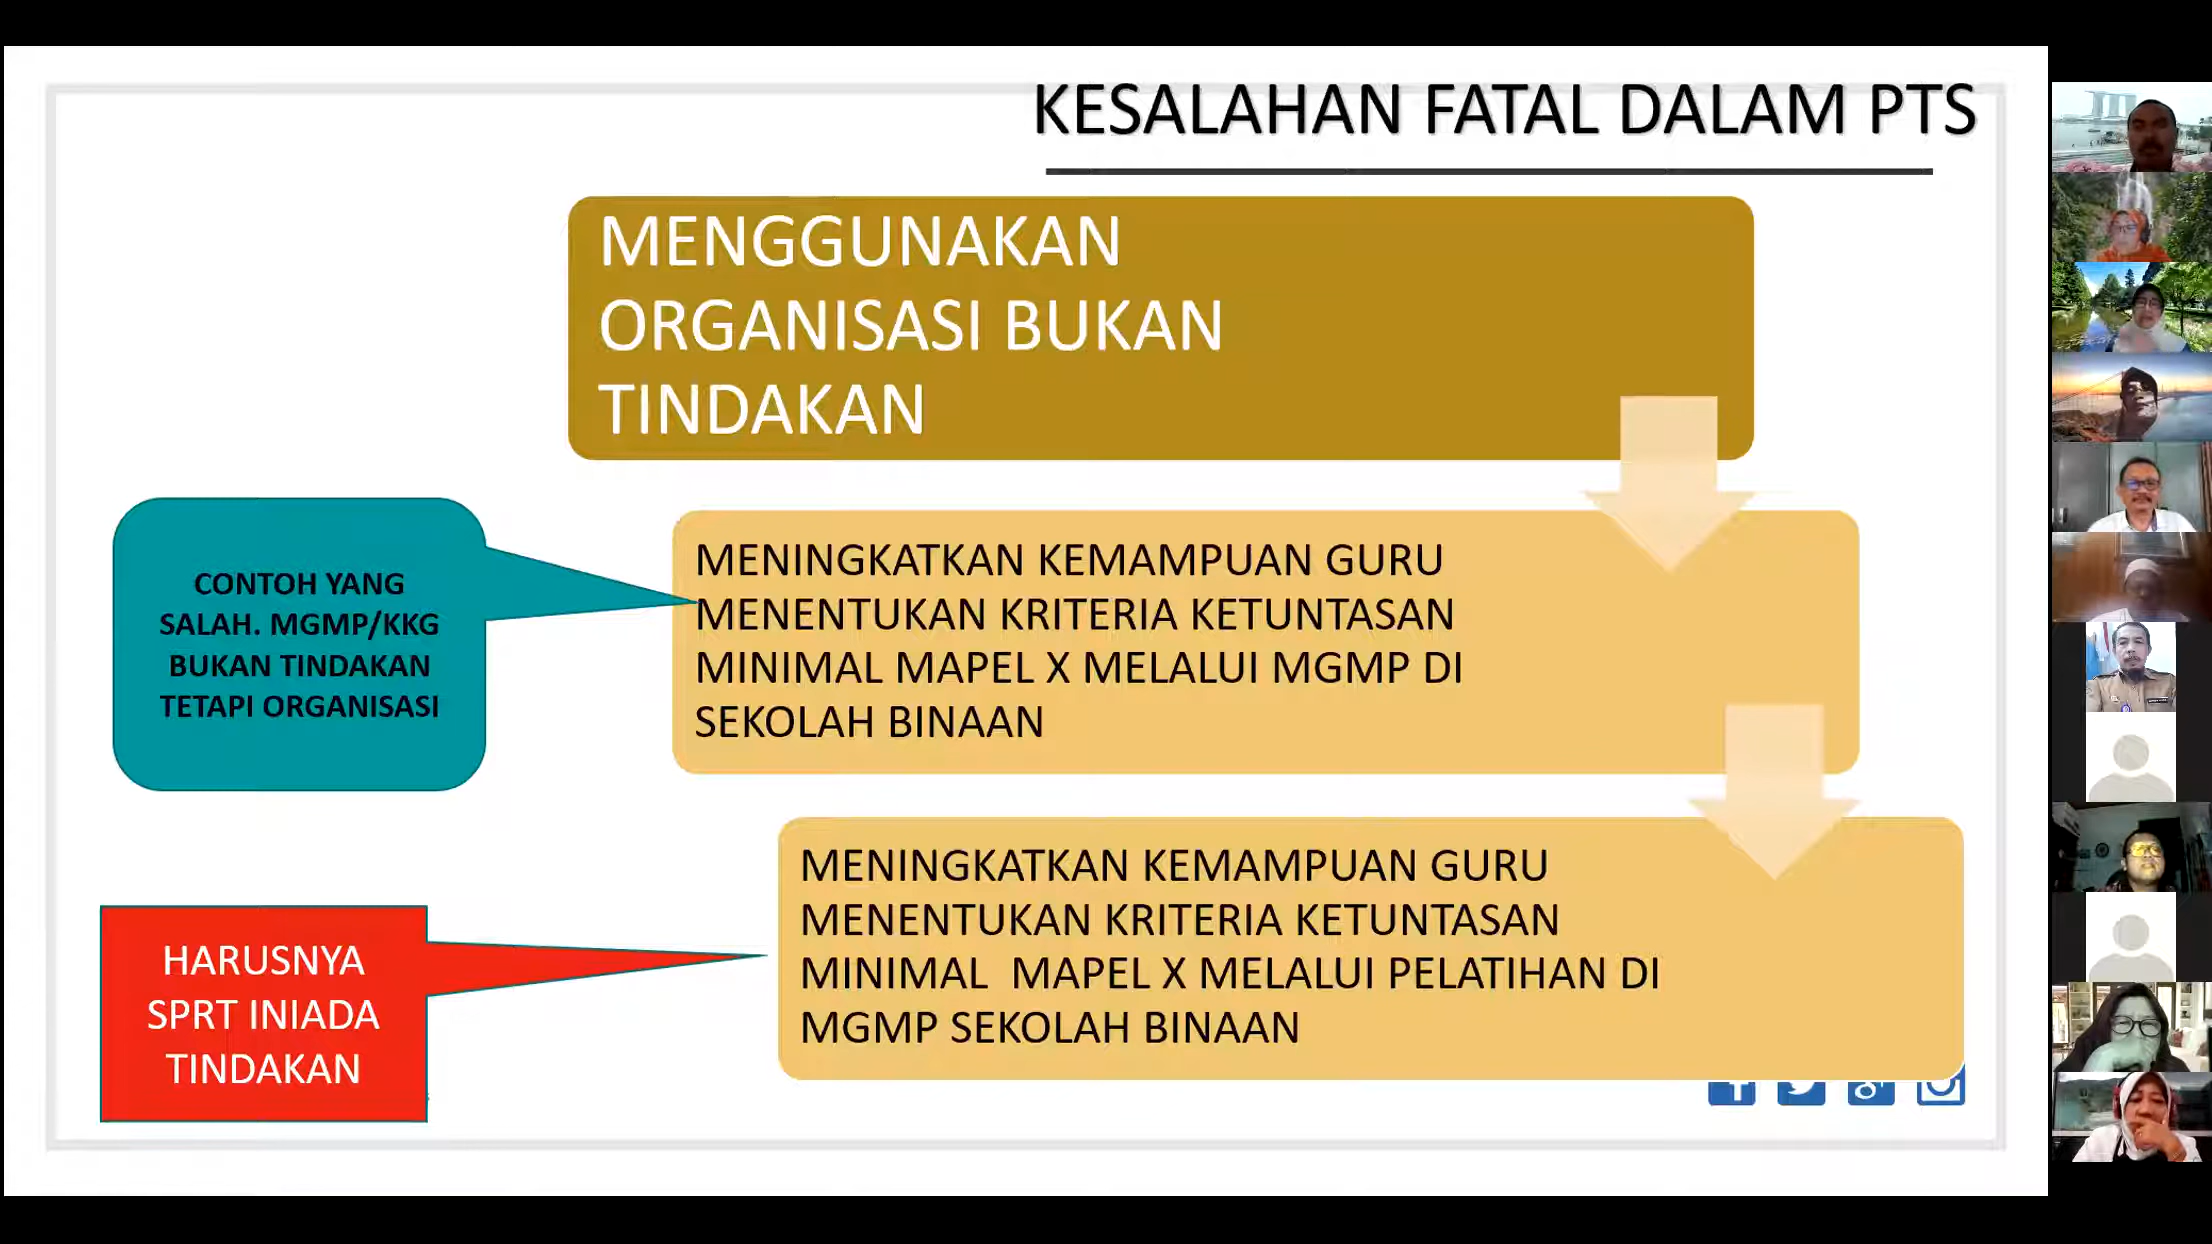 KESALAHAN FATAL DALAM PTS
MENGGUNAKAN
ORGANISASI BUKAN
TINDAKAN
CONTOH YANG
SALAH. MGMP/KKG
BUKAN TINDAKAN
TETAPI ORGANISASI
MENINGKATKAN KEMAMPUAN GURU
MENENTUKAN KRITERIA KETUNTASAN
MINIMAL MAPEL X MELALUI MGMP DI
SEKOLAH BINAAN
HARUSNYA
SPRT INIADA
TINDAKAN
MENINGKATKAN KEMAMPUAN GURU
MENENTUKAN KRITERIA KETUNTASAN
MINIMAL  MAPEL X MELALUI PELATIHAN DI
MGMP SEKOLAH BINAAN